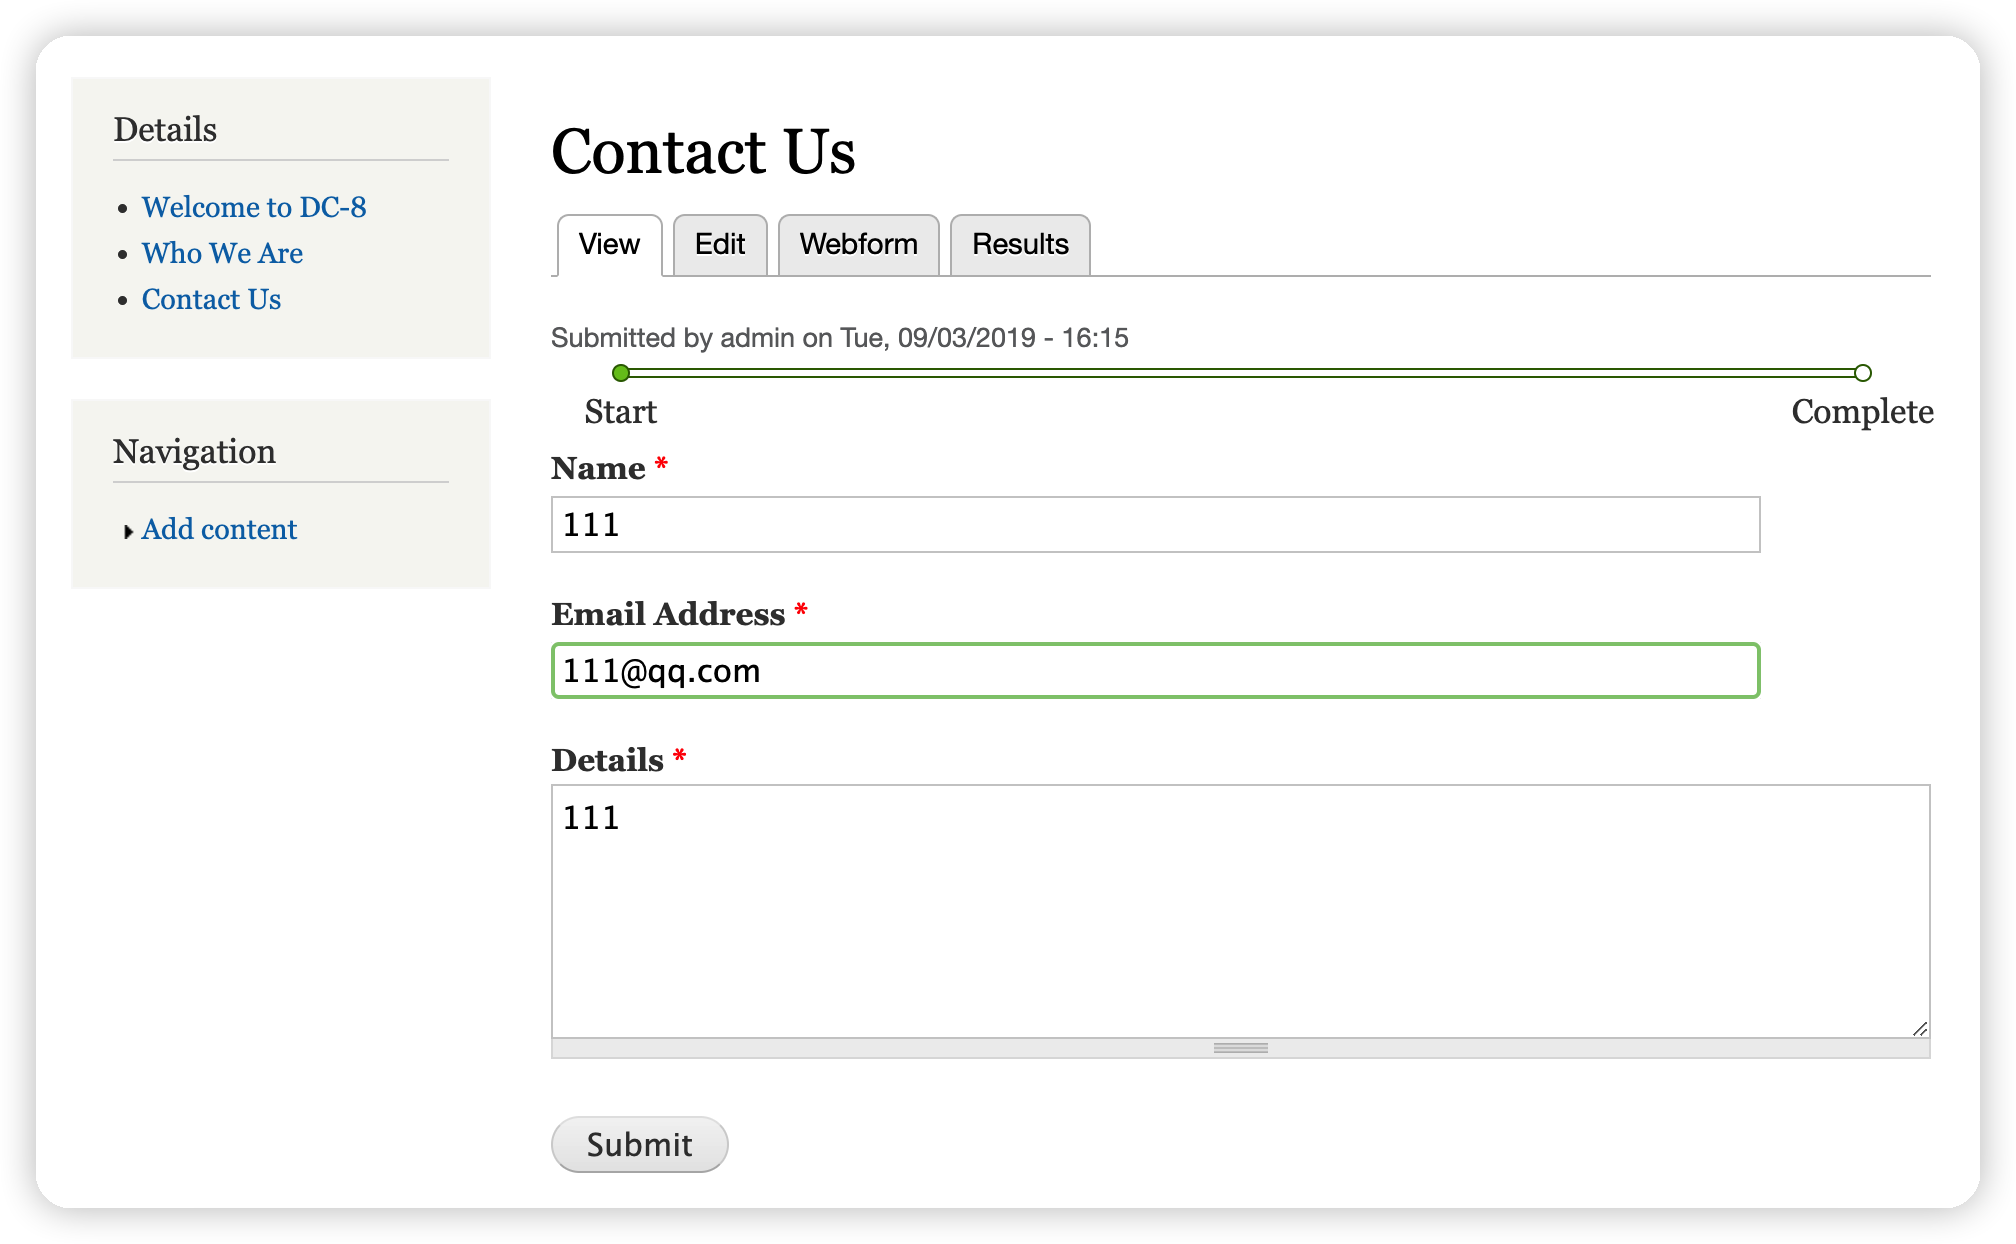 Details
Welcome to DC-8
Who We Are
Contact Us
Navigation
Add content
Contact Us
View Edit Webform Results
Submitted by admin on Tue, 09/03/2019 - 16:15
Start Complete
Name *
111
Email Address *
111@qq.com
Details *
111
Submit